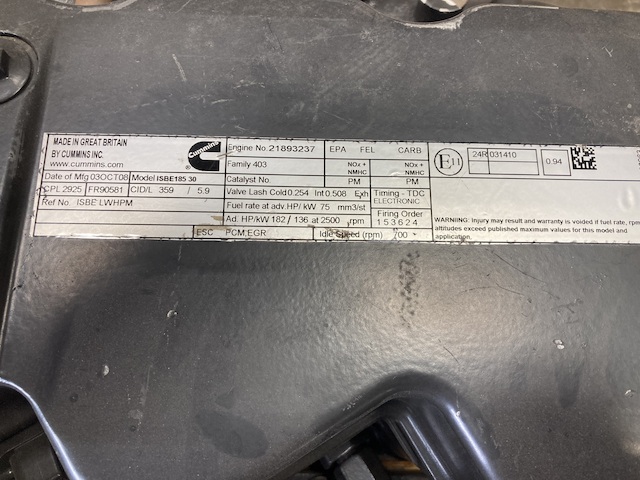 MADE IN GREAT BRITAIN
BY CUMMINS INC.
www.cummins.com
Cummins
Date of Mfg 03OCT08 Model ISBE185 30
CPL 2925 FR90581 CID/L 359 / 5.9
Ref No. ISBE LWHPM
Engine No. 21893237 EPA FEL CARB
Family 403 NOx + NMHC NOx + NMHC
Catalyst No. PM PM
Valve Lash Cold 0.254 Int 0.508 Exh Timing - TDC
ELECTRONIC
Fuel rate at adv.HP/ kW 75 mm3/st
Firing Order
Ad. HP/kW 182 / 136 at 2500 rpm 1 5 3 6 2 4
ESC PCM,EGR Idle Speed (rpm) 700
E11 24R 031410 0.94
WARNING: Injury may result and warranty is voided if fuel rate, rpm
altitudes exceed published maximum values for this model and
application.